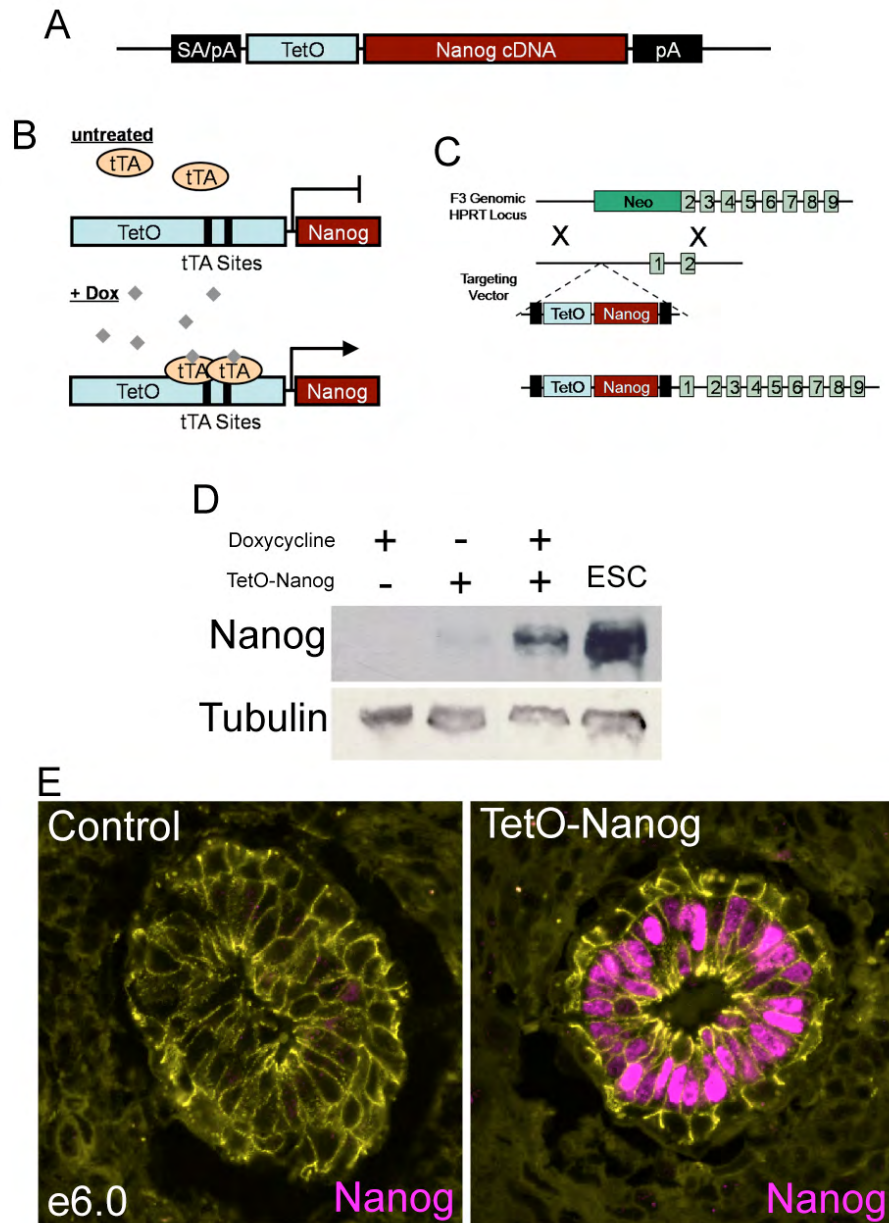 A
SA/pA TetO Nanog cDNA pA
B
untreated
tTA
tTA
TetO Nanog
tTA Sites
+ Dox
tTA tTA
TetO Nanog
tTA Sites
C
F3 Genomic
HPRT Locus
Neo 2 3 4 5 6 7 8 9
X X
1 2
Targeting
Vector
TetO Nanog
TetO Nanog 1 2 3 4 5 6 7 8 9
D
Doxycycline + - +
TetO-Nanog - + + ESC
Nanog
Tubulin
E
Control
e6.0
Nanog
TetO-Nanog
Nanog